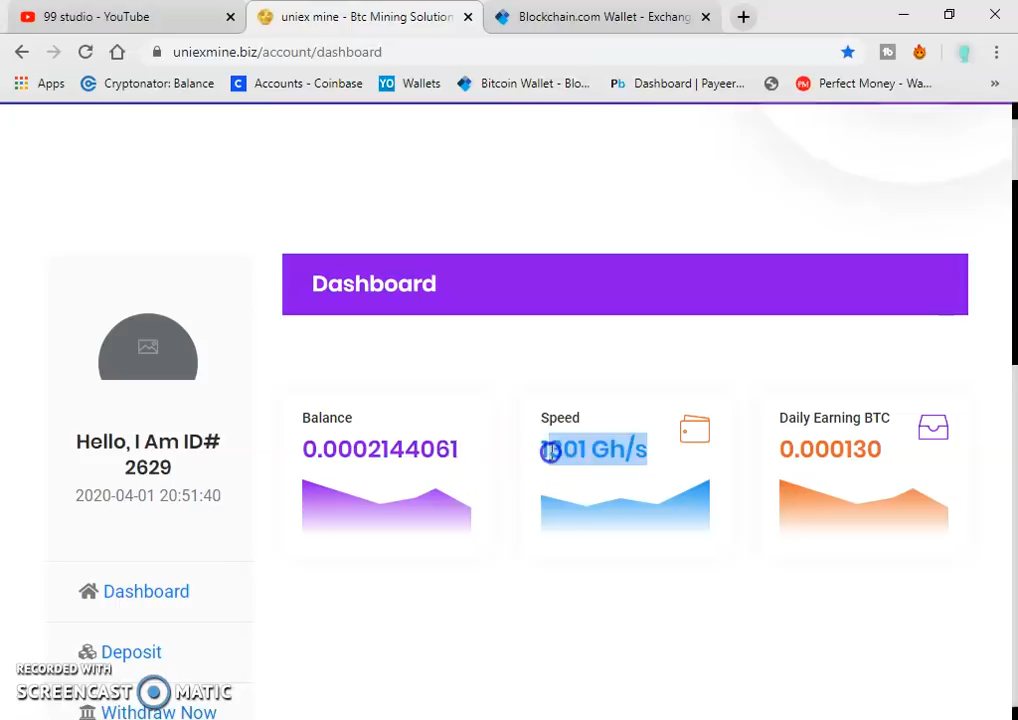 99 studio - YouTube
uniex mine - Btc Mining Solution
Blockchain.com Wallet - Exchang
uniexmine.biz/account/dashboard
Apps
Cryptonator: Balance
Accounts - Coinbase
YO Wallets
Bitcoin Wallet - Blo...
Pb Dashboard | Payeer...
PM Perfect Money - Wa...
Dashboard
Hello, I Am ID#
2629
2020-04-01 20:51:40
Balance
0.0002144061
Speed
Gh/s
Daily Earning BTC
0.000130
Dashboard
Deposit
Withdraw Now
RECORDED WITH
SCREENCAST MATIC